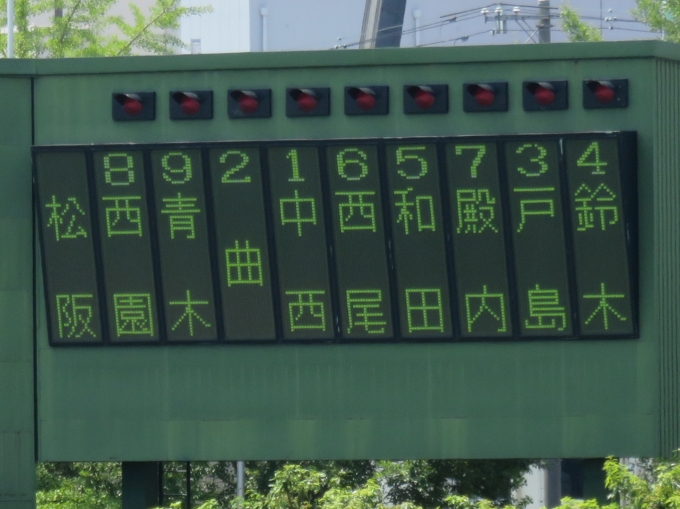 松阪
8西園
9青木
2曲
1中西
6西尾
5和田
7殿内
3戸島
4鈴木